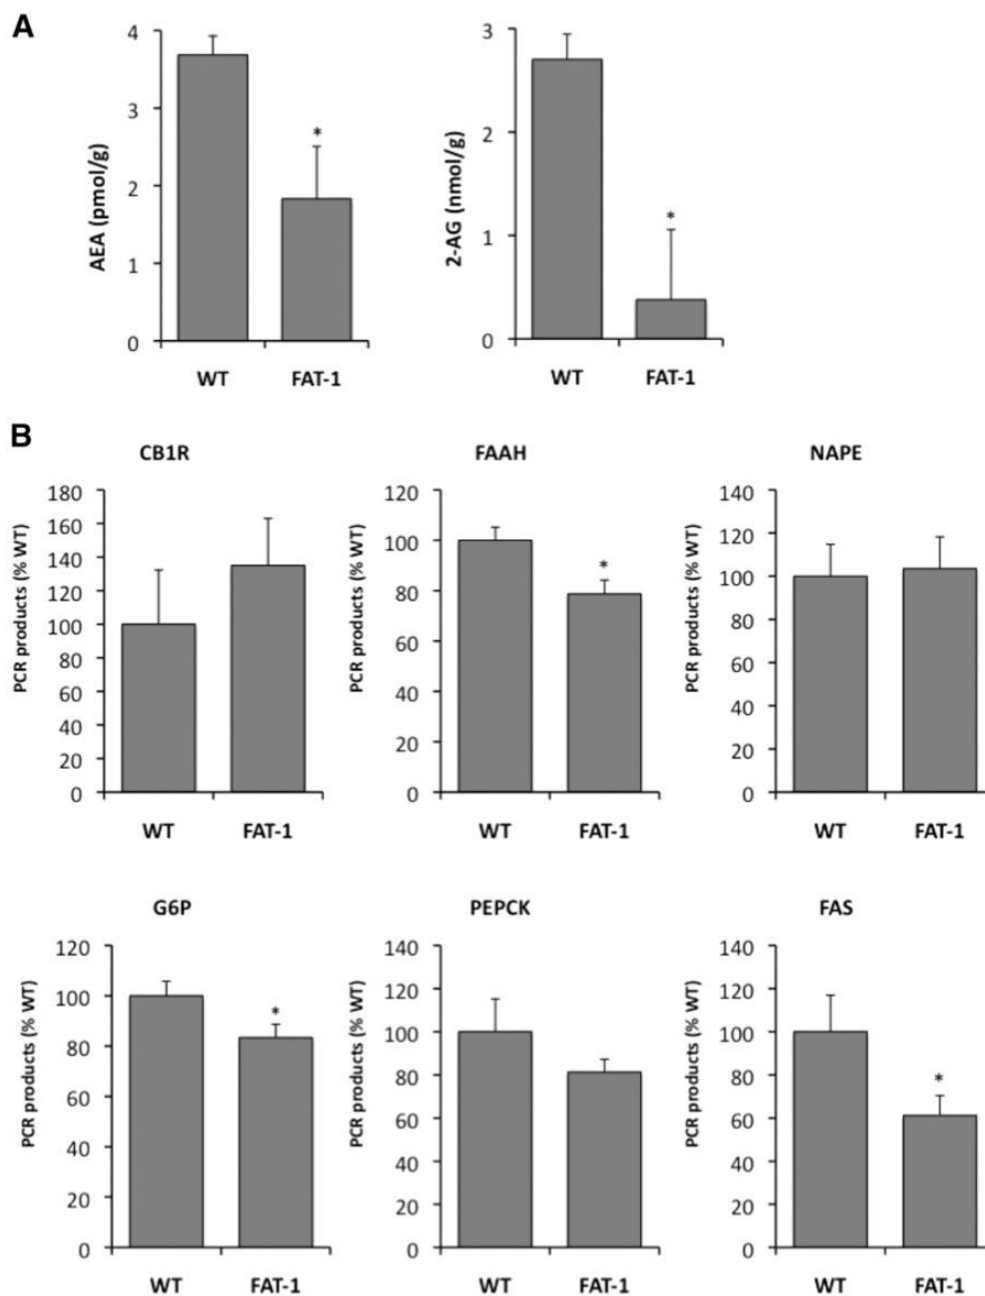 A
AEA (pmol/g)
4
3
2
1
0
*
WT FAT-1
2-AG (nmol/g)
3
2
1
0
*
WT FAT-1
B
CB1R
PCR products (% WT)
180
160
140
120
100
80
60
40
20
0
WT FAT-1
FAAH
PCR products (% WT)
120
100
80
60
40
20
0
*
WT FAT-1
NAPE
PCR products (% WT)
140
120
100
80
60
40
20
0
WT FAT-1
G6P
PCR products (% WT)
120
100
80
60
40
20
0
*
WT FAT-1
PEPCK
PCR products (% WT)
140
120
100
80
60
40
20
0
WT FAT-1
FAS
PCR products (% WT)
140
120
100
80
60
40
20
0
*
WT FAT-1